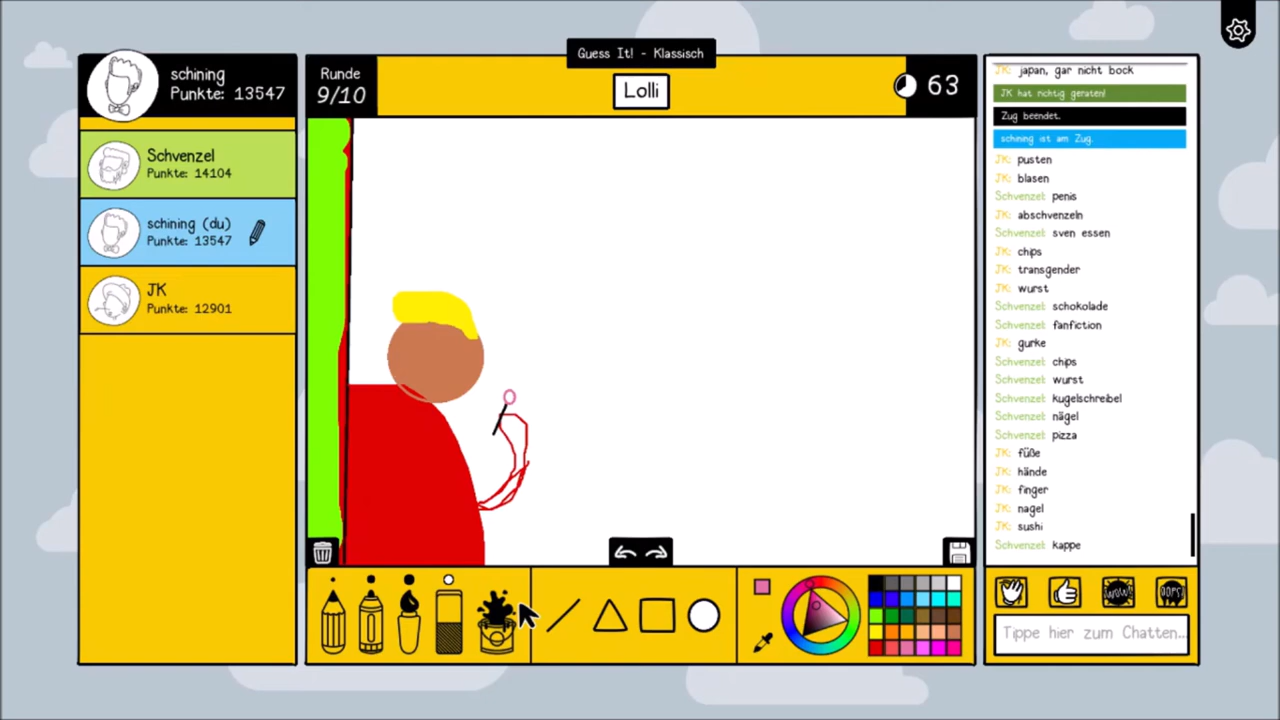 Guess It! - Klassisch
schining
Punkte: 13547
Schvenzel
Punkte: 14104
schining (du)
Punkte: 13547
JK
Punkte: 12901
Runde
9/10
Lolli
63
JK: japan, gar nicht bock
JK hat richtig geraten!
Zug beendet.
schining ist am Zug.
JK: pusten
JK: blasen
Schvenzel: penis
JK: abschvenzeln
Schvenzel: sven essen
JK: chips
JK: transgender
JK: wurst
Schvenzel: schokolade
Schvenzel: fanfiction
JK: gurke
Schvenzel: chips
Schvenzel: wurst
Schvenzel: kugelschreibel
Schvenzel: nägel
Schvenzel: pizza
JK: füße
JK: hände
JK: finger
JK: nagel
JK: sushi
Schvenzel: kappe
WOW!
OOPS!
Tippe hier zum Chatten...